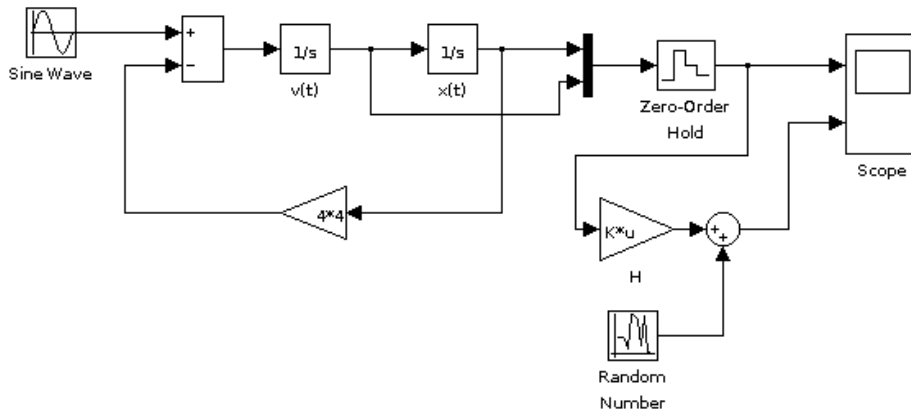 +
−
Sine Wave
1/s
v(t)
1/s
x(t)
Zero-Order
Hold
Scope
4*4
K*u
H
+
+
Random
Number